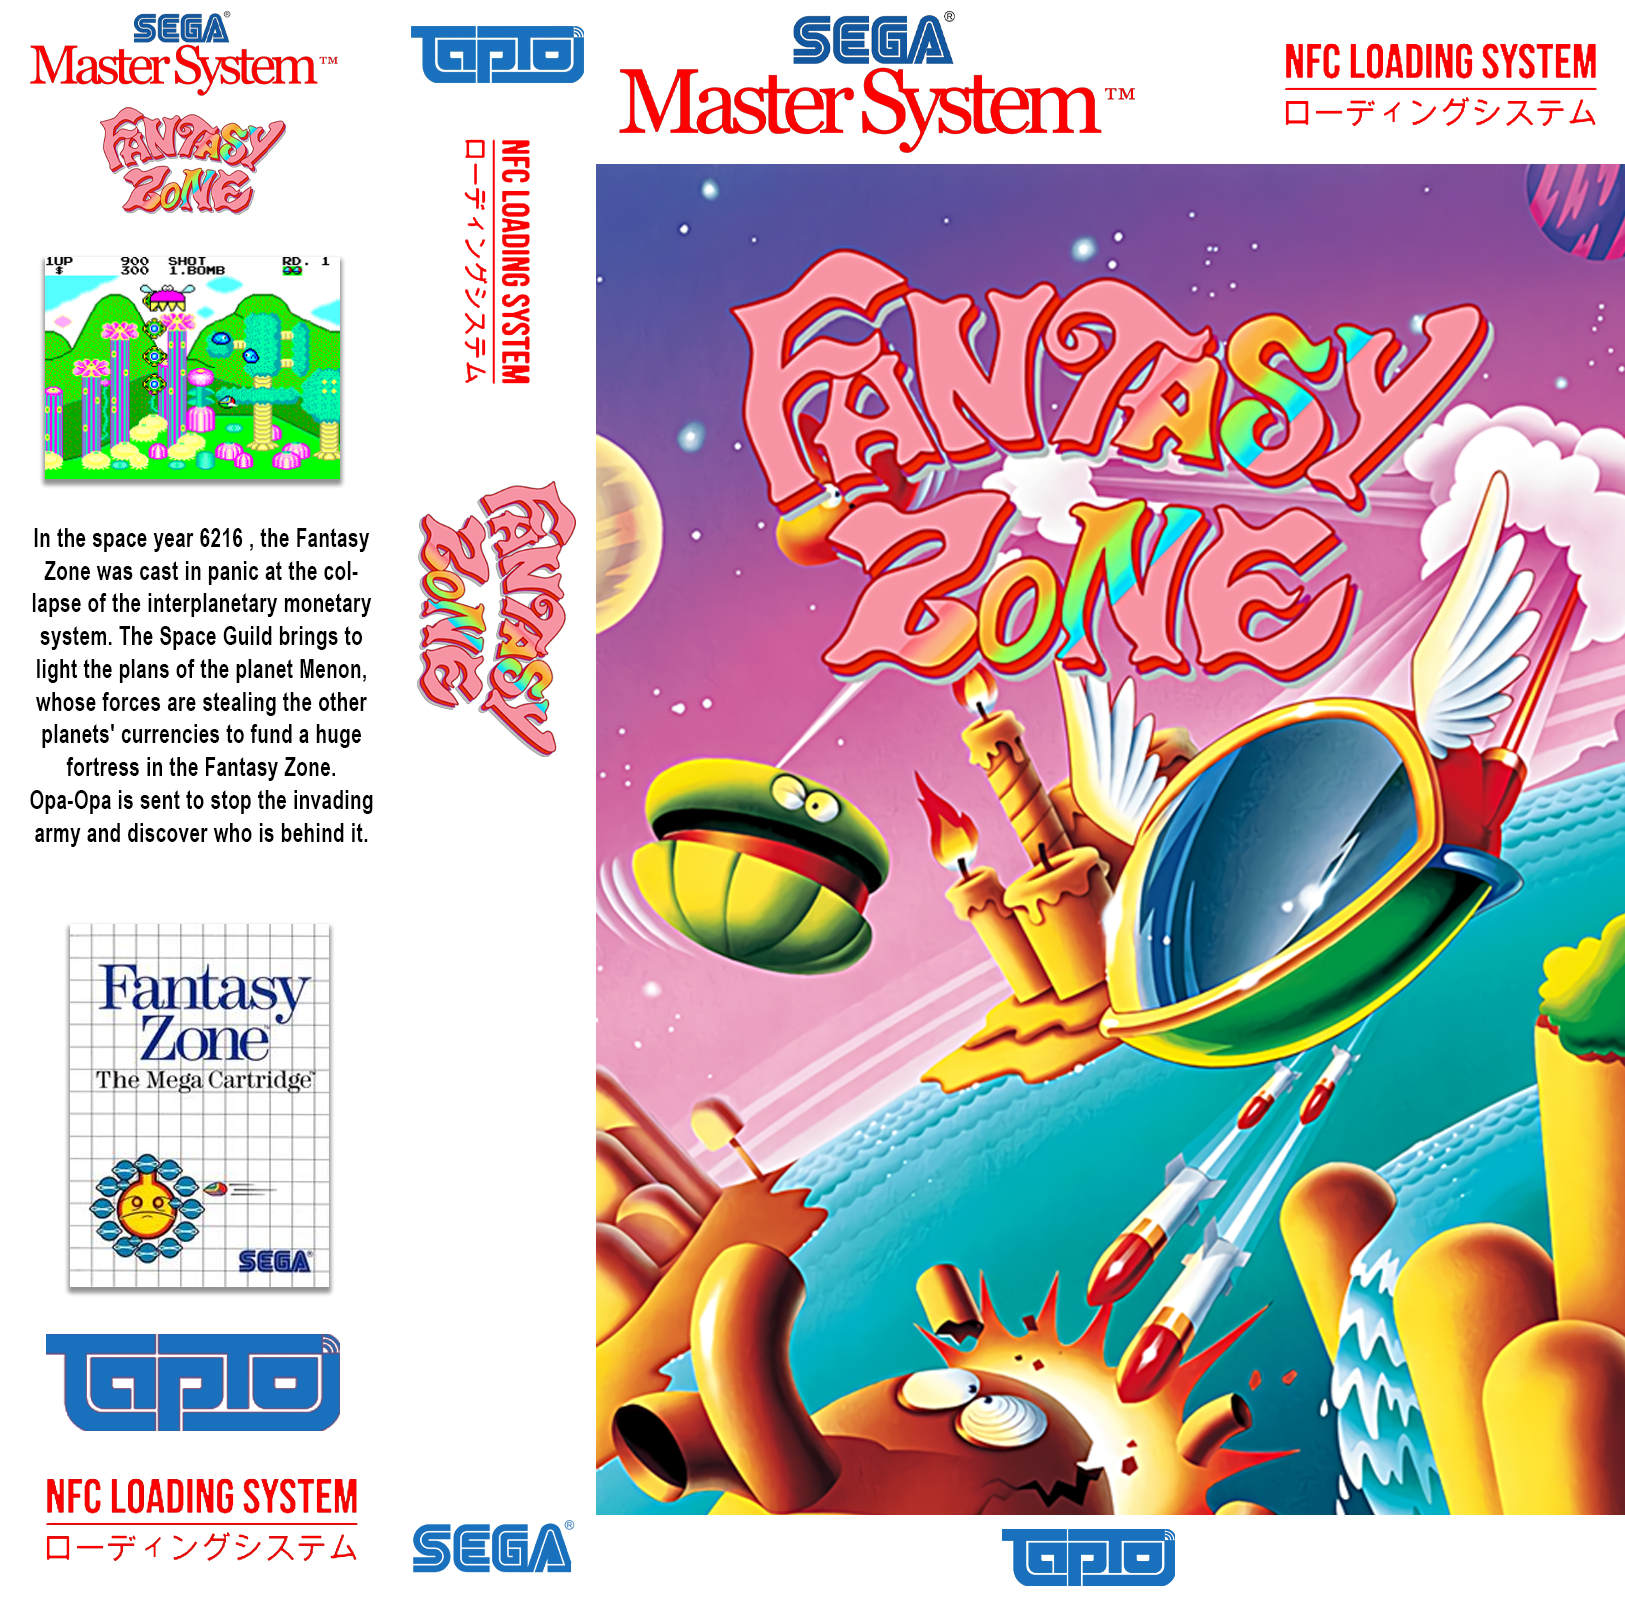 SEGA®
Master System™
FANTASY
ZONE
1UP 900 SHOT RD. 1
$ 300 1.BOMB
In the space year 6216 , the Fantasy
Zone was cast in panic at the col-
lapse of the interplanetary monetary
system. The Space Guild brings to
light the plans of the planet Menon,
whose forces are stealing the other
planets' currencies to fund a huge
fortress in the Fantasy Zone.
Opa-Opa is sent to stop the invading
army and discover who is behind it.
Fantasy
Zone™
The Mega Cartridge™
SEGA®
TapTo
NFC LOADING SYSTEM
ローディングシステム
TapTo
NFC LOADING SYSTEM
ローディングシステム
FANTASY
ZONE
SEGA®
SEGA®
Master System™
NFC LOADING SYSTEM
ローディングシステム
FANTASY
ZONE
TapTo